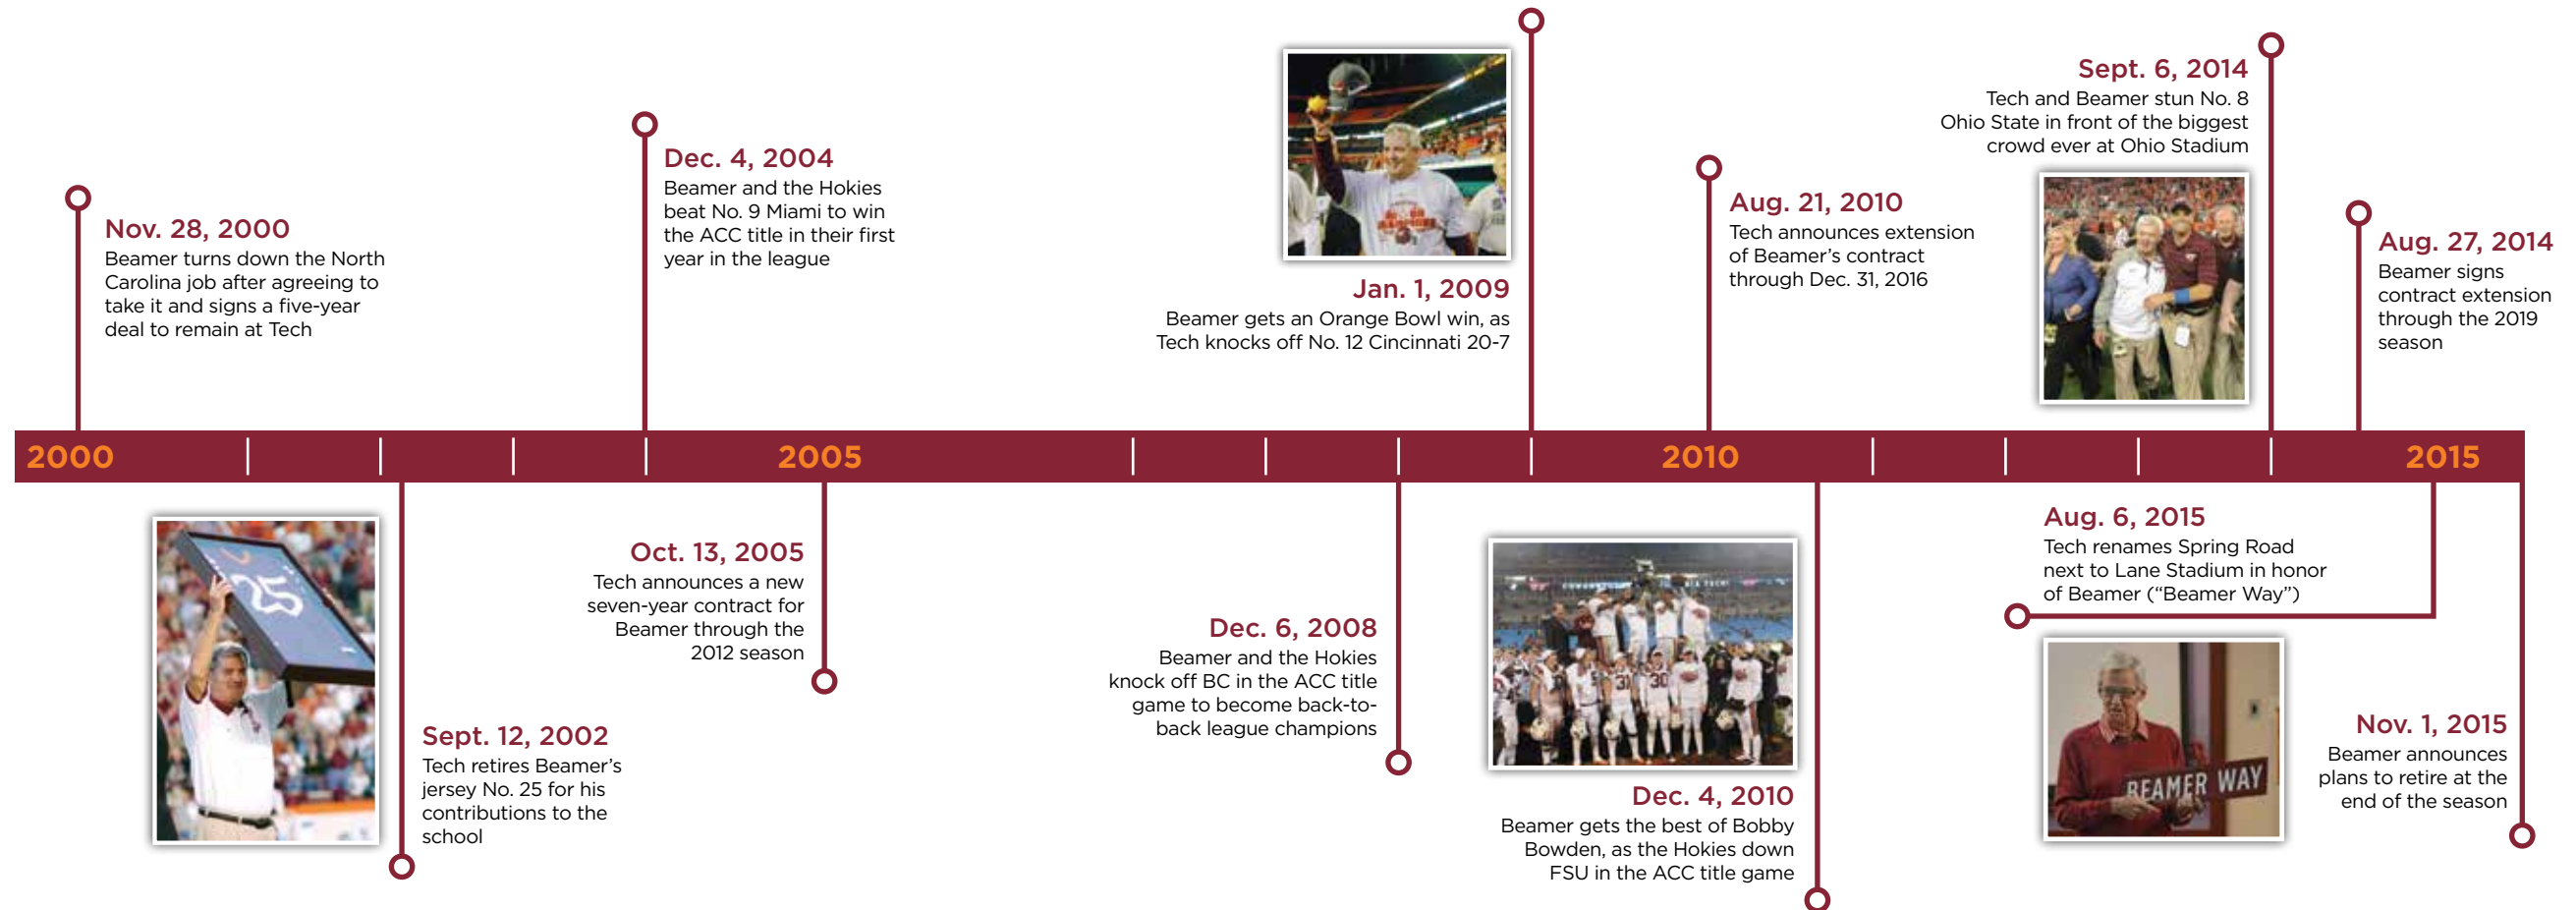 Nov. 28, 2000
Beamer turns down the North
Carolina job after agreeing to
take it and signs a five-year
deal to remain at Tech
Dec. 4, 2004
Beamer and the Hokies
beat No. 9 Miami to win
the ACC title in their first
year in the league
Jan. 1, 2009
Beamer gets an Orange Bowl win, as
Tech knocks off No. 12 Cincinnati 20-7
Aug. 21, 2010
Tech announces extension
of Beamer’s contract
through Dec. 31, 2016
Sept. 6, 2014
Tech and Beamer stun No. 8
Ohio State in front of the biggest
crowd ever at Ohio Stadium
Aug. 27, 2014
Beamer signs
contract extension
through the 2019
season
2000
2005
2010
2015
25
Sept. 12, 2002
Tech retires Beamer’s
jersey No. 25 for his
contributions to the
school
Oct. 13, 2005
Tech announces a new
seven-year contract for
Beamer through the
2012 season
Dec. 6, 2008
Beamer and the Hokies
knock off BC in the ACC title
game to become back-to-
back league champions
30
Dec. 4, 2010
Beamer gets the best of Bobby
Bowden, as the Hokies down
FSU in the ACC title game
Aug. 6, 2015
Tech renames Spring Road
next to Lane Stadium in honor
of Beamer (“Beamer Way”)
BEAMER WAY
Nov. 1, 2015
Beamer announces
plans to retire at the
end of the season